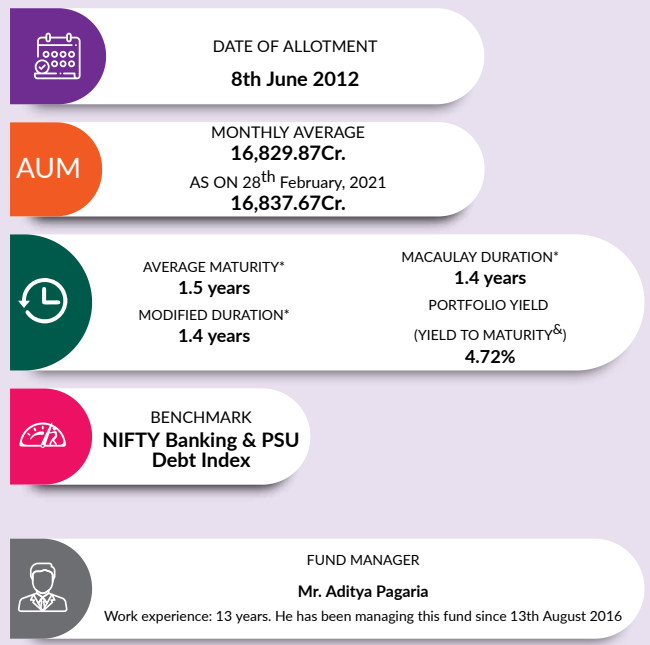 DATE OF ALLOTMENT
8th June 2012
AUM
MONTHLY AVERAGE
16,829.87Cr.
AS ON 28th February, 2021
16,837.67Cr.
AVERAGE MATURITY*
1.5 years
MODIFIED DURATION*
1.4 years
MACAULAY DURATION*
1.4 years
PORTFOLIO YIELD
(YIELD TO MATURITY&)
4.72%
BENCHMARK
NIFTY Banking & PSU
Debt Index
FUND MANAGER
Mr. Aditya Pagaria
Work experience: 13 years. He has been managing this fund since 13th August 2016